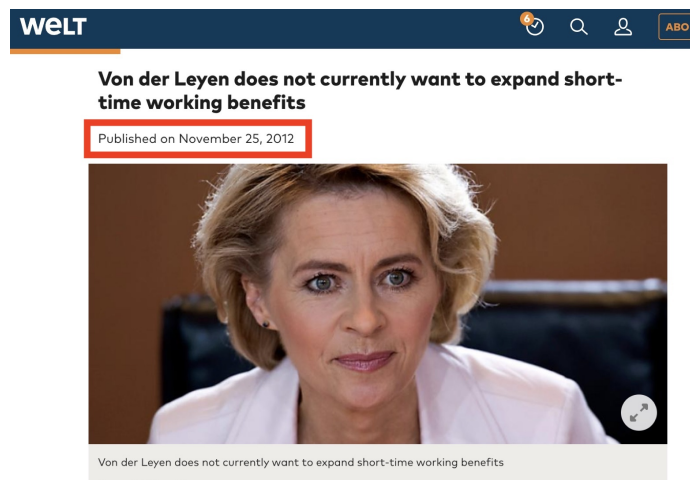 welt
6
ABO
Von der Leyen does not currently want to expand short-
time working benefits
Published on November 25, 2012
Von der Leyen does not currently want to expand short-time working benefits